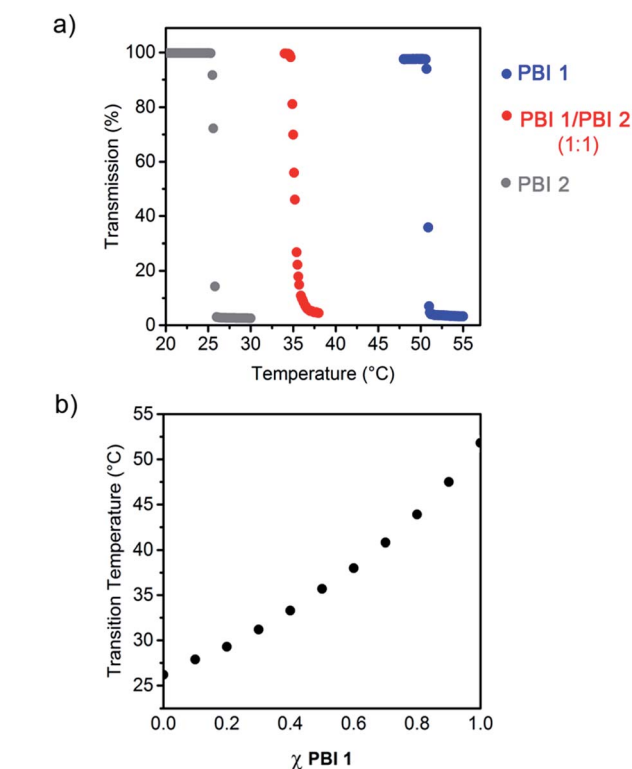 a)
100
80
60
40
20
0
Transmission (%)
20 25 30 35 40 45 50 55
Temperature (°C)
PBI 1
PBI 1/PBI 2
(1:1)
PBI 2
b)
55
50
45
40
35
30
25
Transition Temperature (°C)
0.0 0.2 0.4 0.6 0.8 1.0
χ PBI 1